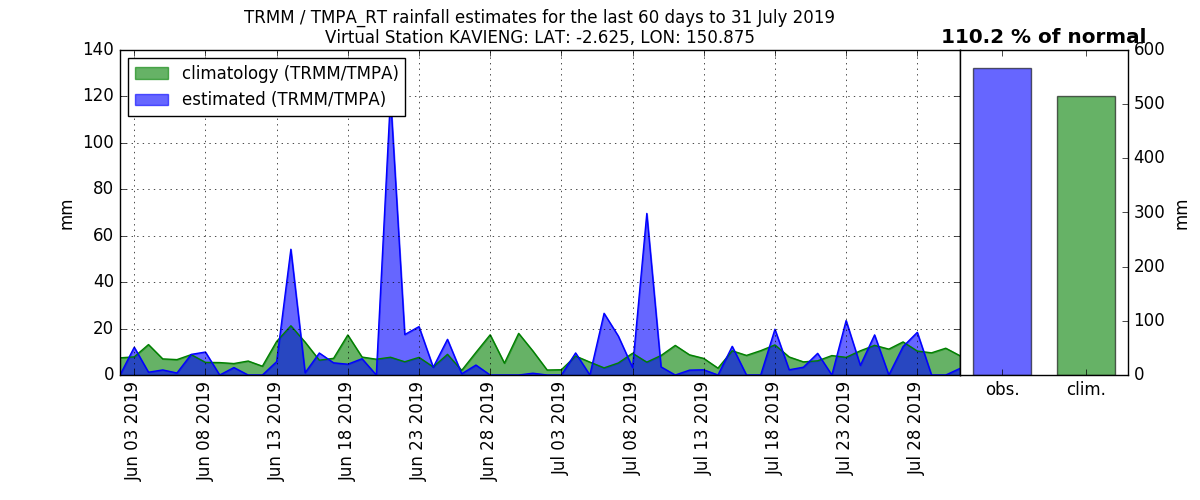 TRMM / TMPA_RT rainfall estimates for the last 60 days to 31 July 2019
Virtual Station KAVIENG: LAT: -2.625, LON: 150.875
110.2 % of normal
climatology (TRMM/TMPA)
estimated (TRMM/TMPA)
140
120
100
80
60
40
20
0
mm
Jun 03 2019
Jun 08 2019
Jun 13 2019
Jun 18 2019
Jun 23 2019
Jun 28 2019
Jul 03 2019
Jul 08 2019
Jul 13 2019
Jul 18 2019
Jul 23 2019
Jul 28 2019
600
500
400
300
200
100
0
mm
obs.
clim.